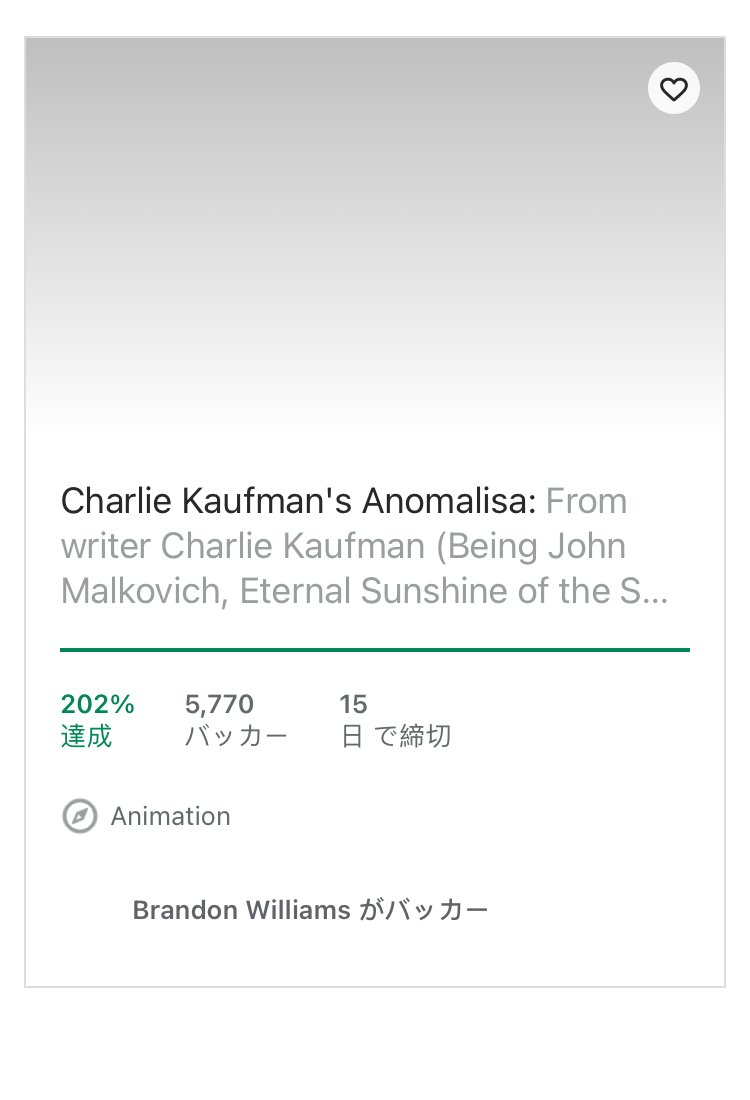 Charlie Kaufman's Anomalisa: From
writer Charlie Kaufman (Being John
Malkovich, Eternal Sunshine of the S…
202% 5,770 15
達成 バッカー 日 で締切
Animation
Brandon Williams がバッカー